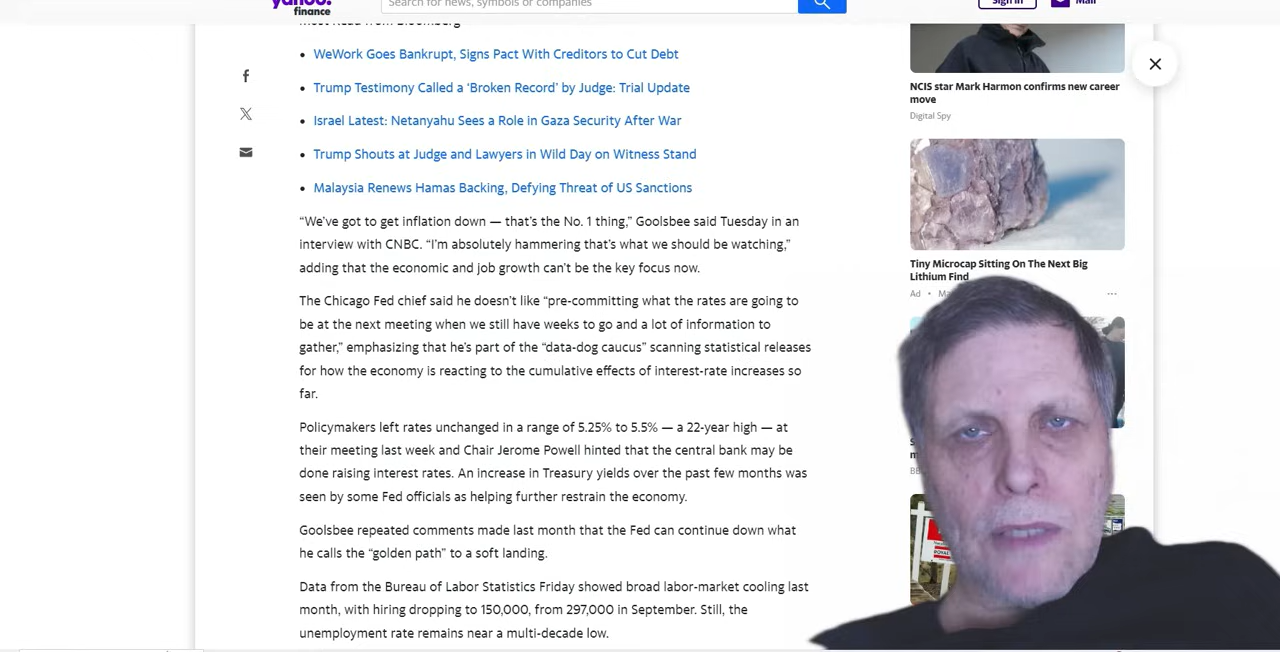 yahoo!
finance
Search for news, symbols or companies
Sign in
Mail
Most Read from Bloomberg
WeWork Goes Bankrupt, Signs Pact With Creditors to Cut Debt
Trump Testimony Called a ‘Broken Record’ by Judge: Trial Update
Israel Latest: Netanyahu Sees a Role in Gaza Security After War
Trump Shouts at Judge and Lawyers in Wild Day on Witness Stand
Malaysia Renews Hamas Backing, Defying Threat of US Sanctions
“We’ve got to get inflation down — that’s the No. 1 thing,” Goolsbee said Tuesday in an
interview with CNBC. “I’m absolutely hammering that’s what we should be watching,”
adding that the economic and job growth can’t be the key focus now.
The Chicago Fed chief said he doesn’t like “pre-committing what the rates are going to
be at the next meeting when we still have weeks to go and a lot of information to
gather,” emphasizing that he’s part of the “data-dog caucus” scanning statistical releases
for how the economy is reacting to the cumulative effects of interest-rate increases so
far.
Policymakers left rates unchanged in a range of 5.25% to 5.5% — a 22-year high — at
their meeting last week and Chair Jerome Powell hinted that the central bank may be
done raising interest rates. An increase in Treasury yields over the past few months was
seen by some Fed officials as helping further restrain the economy.
Goolsbee repeated comments made last month that the Fed can continue down what
he calls the “golden path” to a soft landing.
Data from the Bureau of Labor Statistics Friday showed broad labor-market cooling last
month, with hiring dropping to 150,000, from 297,000 in September. Still, the
unemployment rate remains near a multi-decade low.
NCIS star Mark Harmon confirms new career
move
Digital Spy
Tiny Microcap Sitting On The Next Big
Lithium Find
Ad •